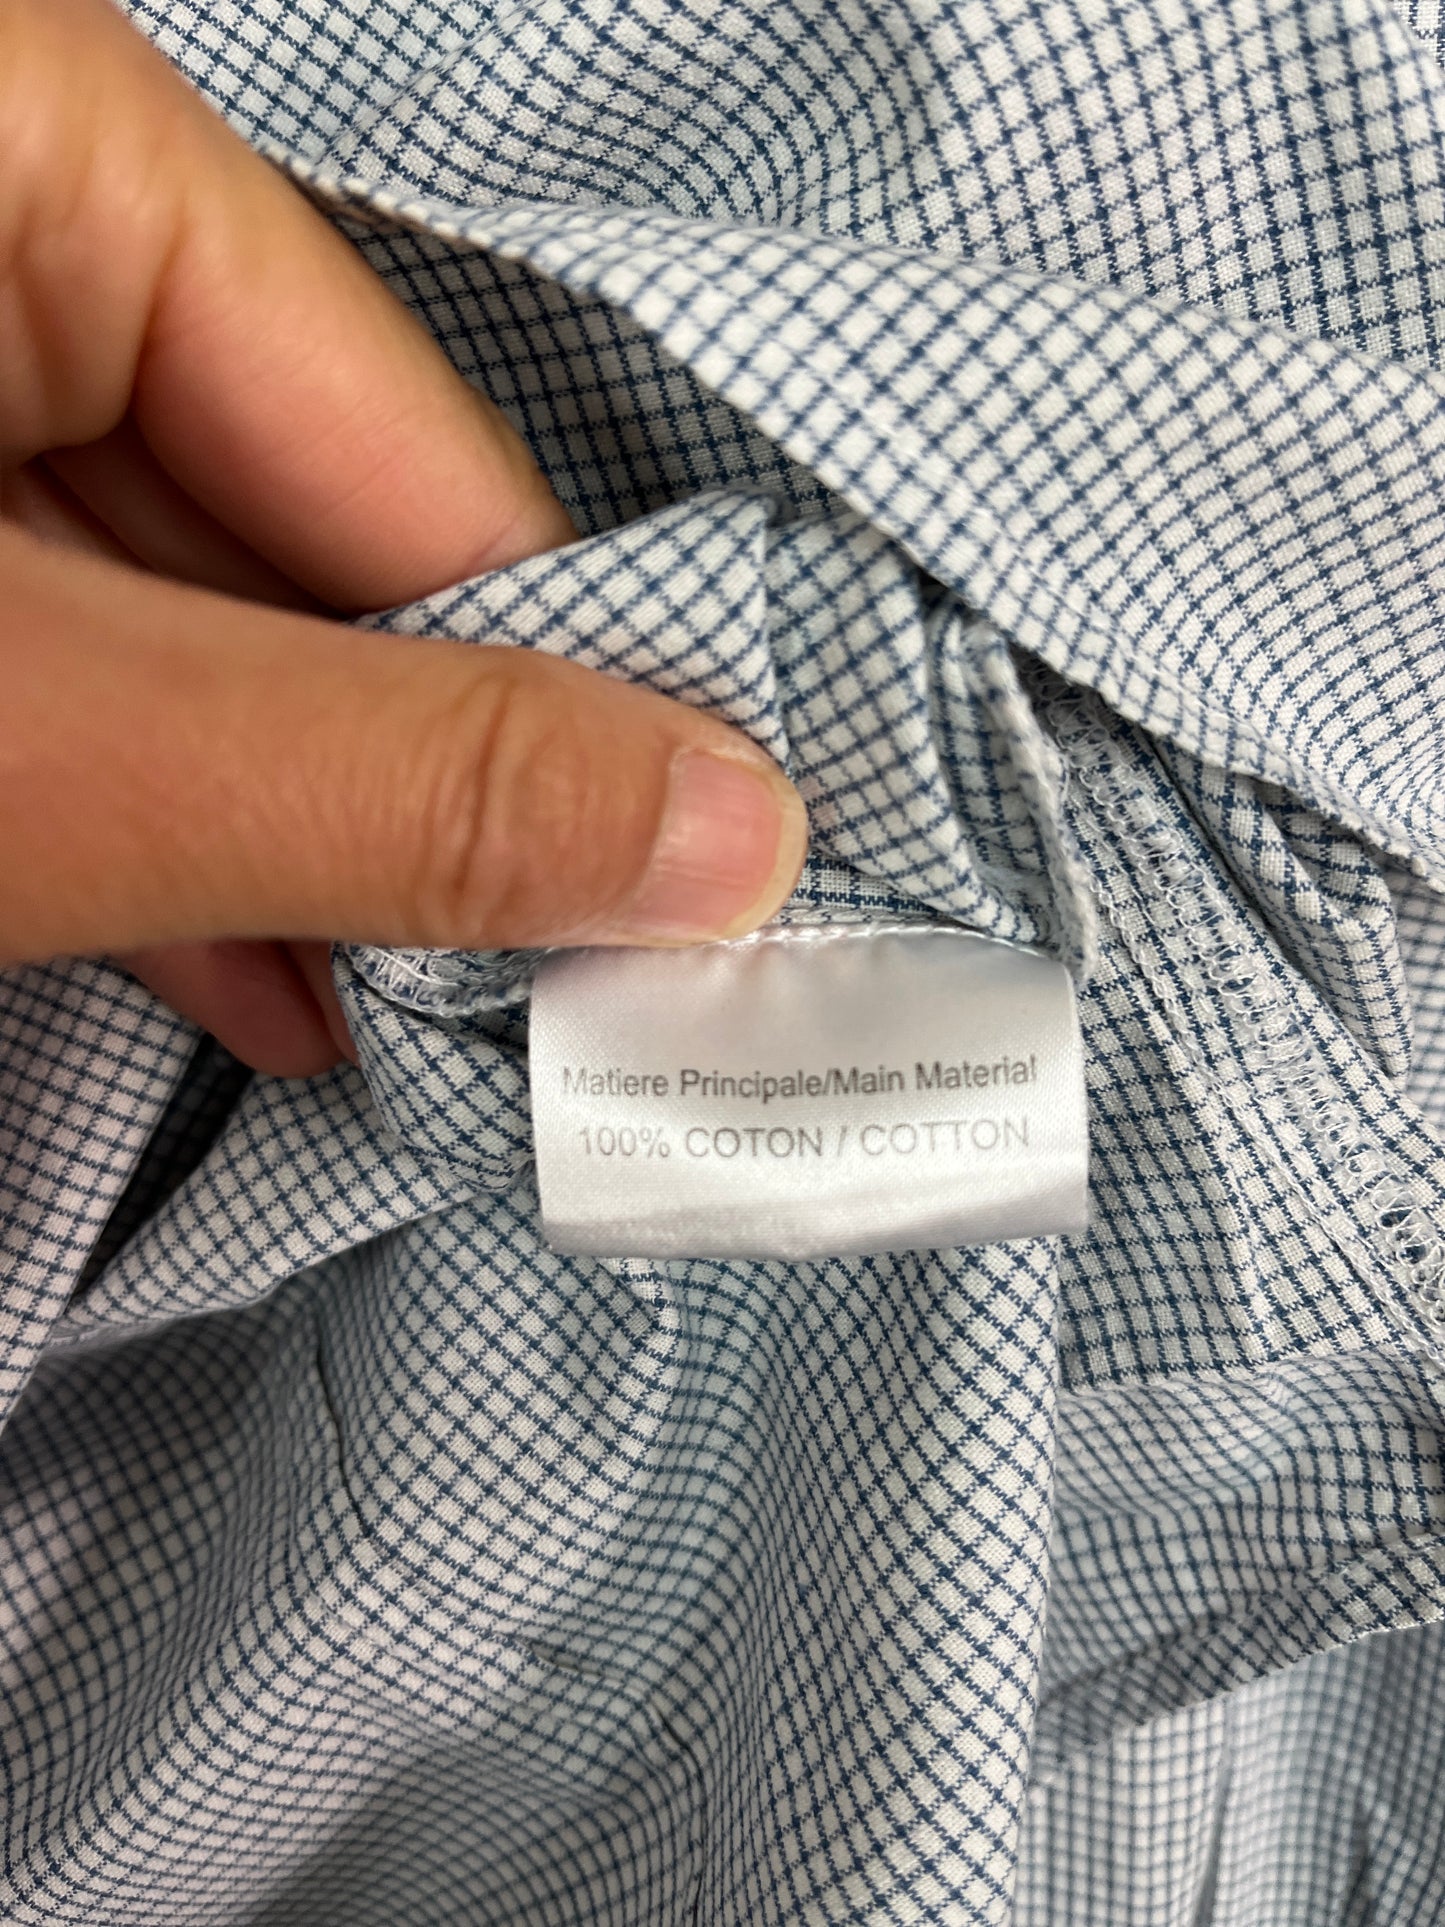 Matiere Principale/Main Material
100% COTON / COTTON